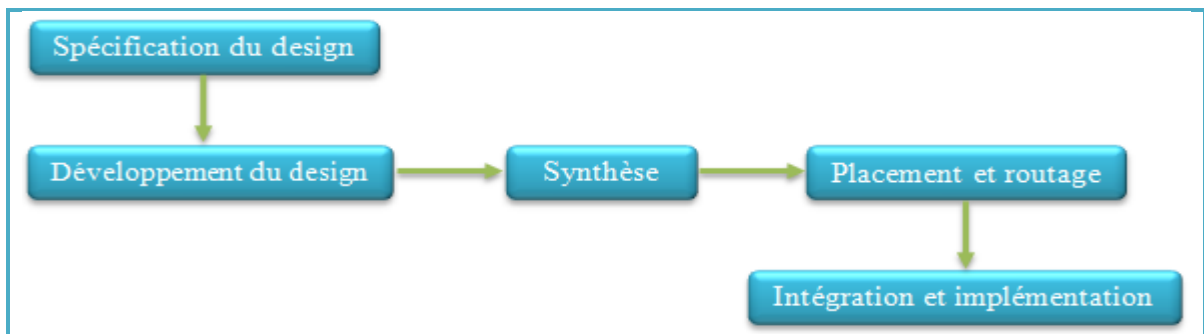 Spécification du design
Développement du design
Synthèse
Placement et routage
Intégration et implémentation